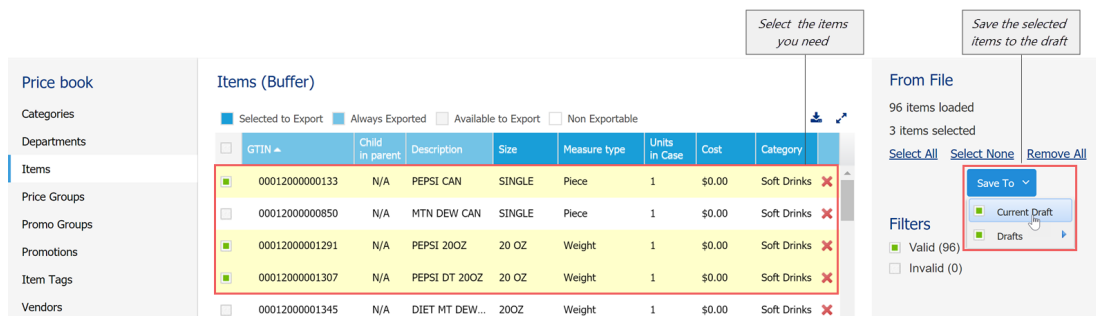 Select the items
you need
Save the selected
items to the draft
Price book
Categories
Departments
Items
Price Groups
Promo Groups
Promotions
Item Tags
Vendors
Items (Buffer)
Selected to Export Always Exported Available to Export Non Exportable
GTIN Child in parent Description Size Measure type Units in Case Cost Category
00012000000133 N/A PEPSI CAN SINGLE Piece 1 $0.00 Soft Drinks
00012000000850 N/A MTN DEW CAN SINGLE Piece 1 $0.00 Soft Drinks
00012000001291 N/A PEPSI 20OZ 20 OZ Weight 1 $0.00 Soft Drinks
00012000001307 N/A PEPSI DT 20OZ 20 OZ Weight 1 $0.00 Soft Drinks
00012000001345 N/A DIET MT DEW... 20OZ Weight 1 $0.00 Soft Drinks
From File
96 items loaded
3 items selected
Select All Select None Remove All
Save To
Current Draft
Drafts
Filters
Valid (96)
Invalid (0)